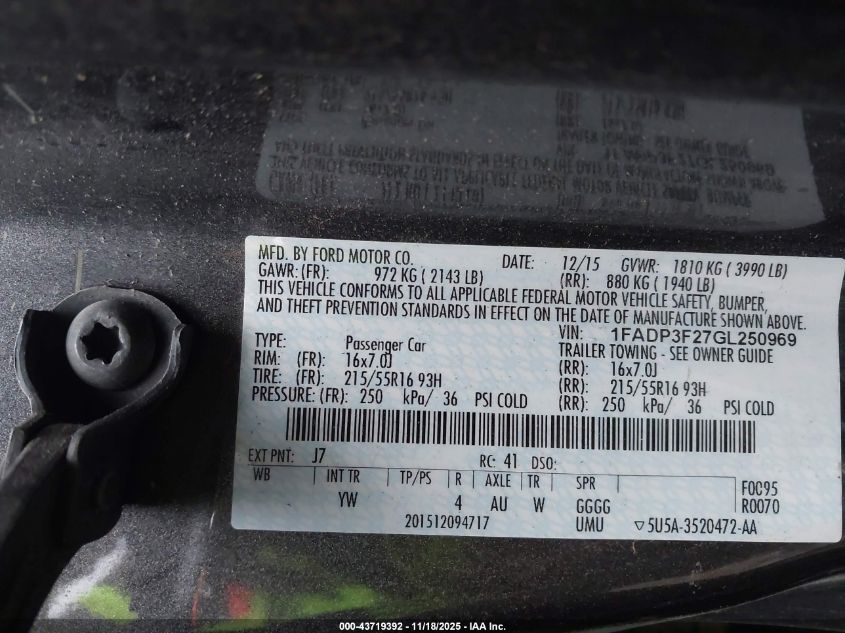 MFD. BY FORD MOTOR CO. DATE: 12/15 GVWR: 1810 KG ( 3990 LB)
GAWR: (FR): 972 KG ( 2143 LB) (RR): 880 KG ( 1940 LB)
THIS VEHICLE CONFORMS TO ALL APPLICABLE FEDERAL MOTOR VEHICLE SAFETY, BUMPER,
AND THEFT PREVENTION STANDARDS IN EFFECT ON THE DATE OF MANUFACTURE SHOWN ABOVE.
VIN: 1FADP3F27GL250969
TYPE: Passenger Car TRAILER TOWING - SEE OWNER GUIDE
RIM: (FR): 16x7.0J (RR): 16x7.0J
TIRE: (FR): 215/55R16 93H (RR): 215/55R16 93H
PRESSURE: (FR): 250 kPa/ 36 PSI COLD (RR): 250 kPa/ 36 PSI COLD
EXT PNT: J7 RC: 41 DSO:
WB INT TR TP/PS R AXLE TR SPR F0C95
YW 4 AU W GGGG R0070
201512094717 UMU ▽5U5A-3520472-AA
000-43719392 - 11/18/2025 - IAA Inc.